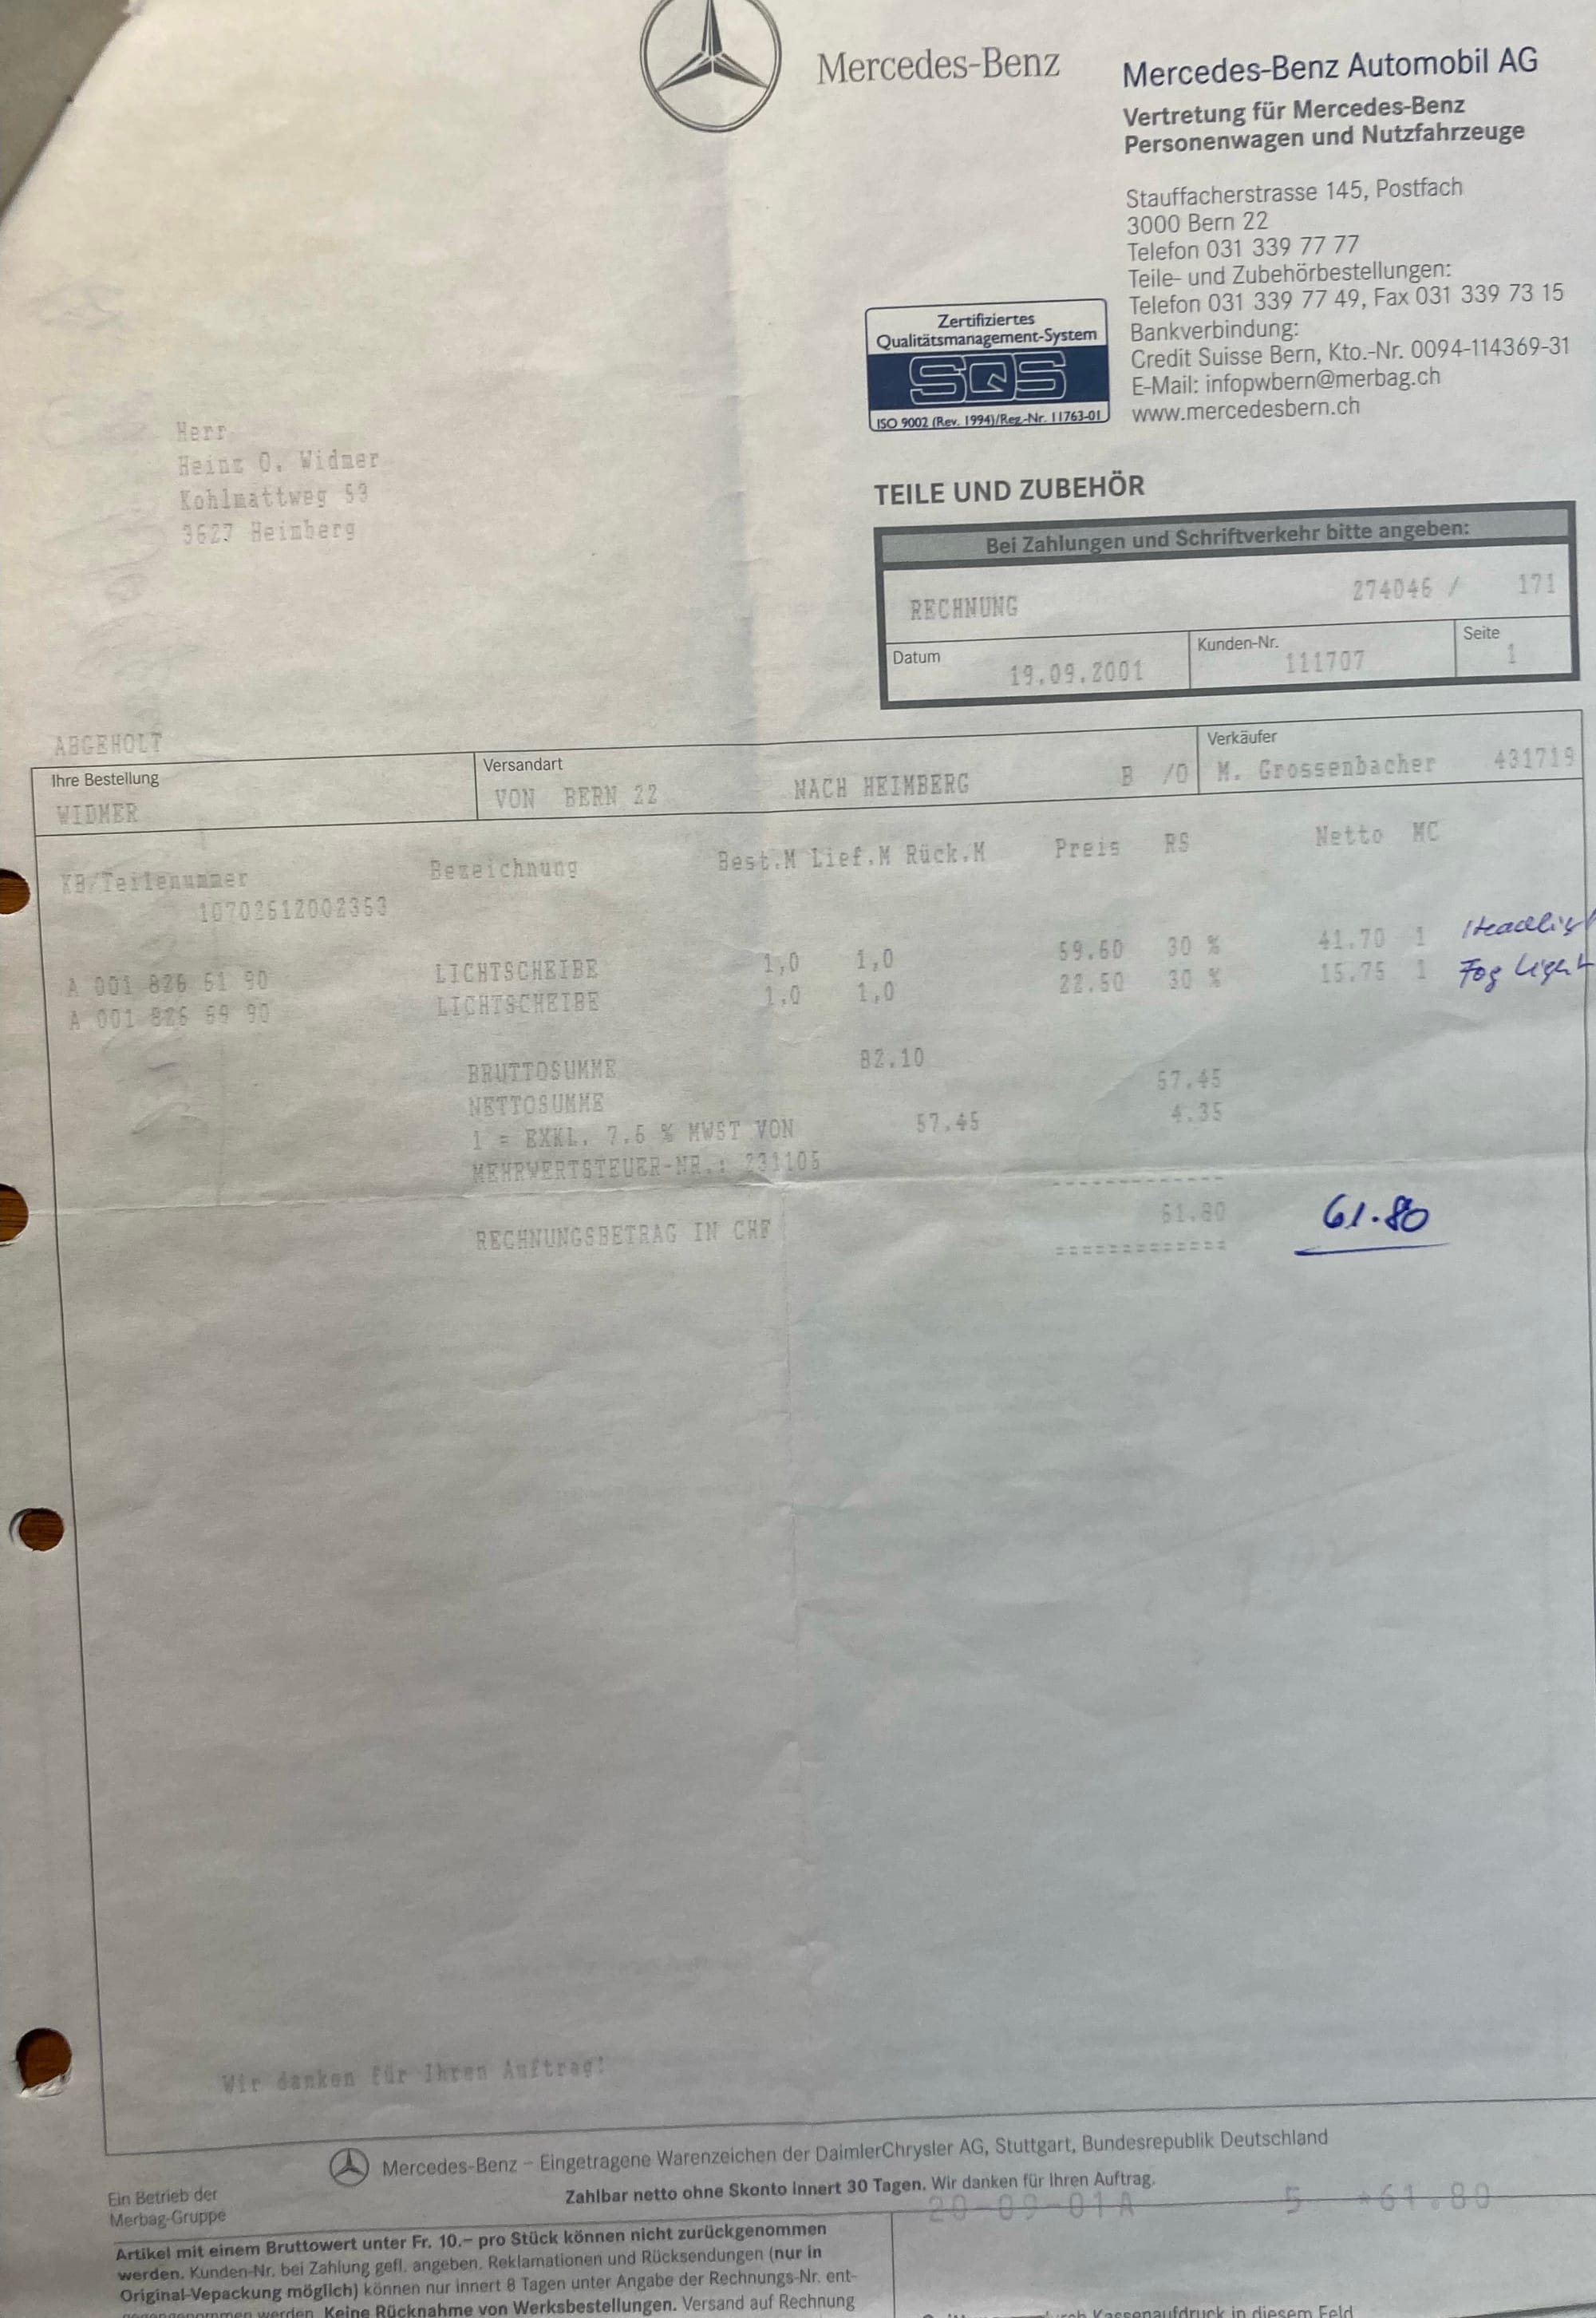 Mercedes-Benz
Mercedes-Benz Automobil AG
Vertretung für Mercedes-Benz
Personenwagen und Nutzfahrzeuge
Stauffacherstrasse 145, Postfach
3000 Bern 22
Telefon 031 339 77 77
Teile- und Zubehörbestellungen:
Telefon 031 339 77 49, Fax 031 339 73 15
Bankverbindung:
Credit Suisse Bern, Kto.-Nr. 0094-114369-31
E-Mail: infopwbern@merbag.ch
www.mercedesbern.ch
Zertifiziertes
Qualitätsmanagement-System
SQS
ISO 9002 (Rev. 1994)/Reg.-Nr. 11763-01
Herr
Heinz O. Widmer
Kohlmattweg 53
3627 Heimberg
TEILE UND ZUBEHÖR
Bei Zahlungen und Schriftverkehr bitte angeben:
RECHNUNG 274046 / 171
Datum 19.09.2001 Kunden-Nr. 111707 Seite 1
ABGEHOLT
Ihre Bestellung Versandart Verkäufer
WIDMER VON BERN 22 NACH HEIMBERG B /0 M. Grossenbacher 431719
KB/Teilenummer Bezeichnung Best.M Lief.M Rück.M Preis RS Netto MC
10702612002353
A 001 826 61 90 LICHTSCHEIBE 1,0 1,0 59.60 30 % 41.70 1 Headligh
A 001 826 69 90 LICHTSCHEIBE 1,0 1,0 22.50 30 % 15.75 1 Fog Light
BRUTTOSUMME 82.10
NETTOSUMME 57.45
1 = EXKL. 7.6 % MWST VON 57.45 4.35
MEHRWERTSTEUER-NR.: 231105
RECHNUNGSBETRAG IN CHF 61.80 61.80
Wir danken für Ihren Auftrag!
Mercedes-Benz – Eingetragene Warenzeichen der DaimlerChrysler AG, Stuttgart, Bundesrepublik Deutschland
Zahlbar netto ohne Skonto innert 30 Tagen. Wir danken für Ihren Auftrag.
20-09-01A 5 *61.80
Ein Betrieb der
Merbag-Gruppe
Artikel mit einem Bruttowert unter Fr. 10.– pro Stück können nicht zurückgenommen
werden. Kunden-Nr. bei Zahlung gefl. angeben. Reklamationen und Rücksendungen (nur in
Original-Vepackung möglich) können nur innert 8 Tagen unter Angabe der Rechnungs-Nr. ent-
gegengenommen werden. Keine Rücknahme von Werksbestellungen. Versand auf Rechnung
Kassenaufdruck in diesem Feld